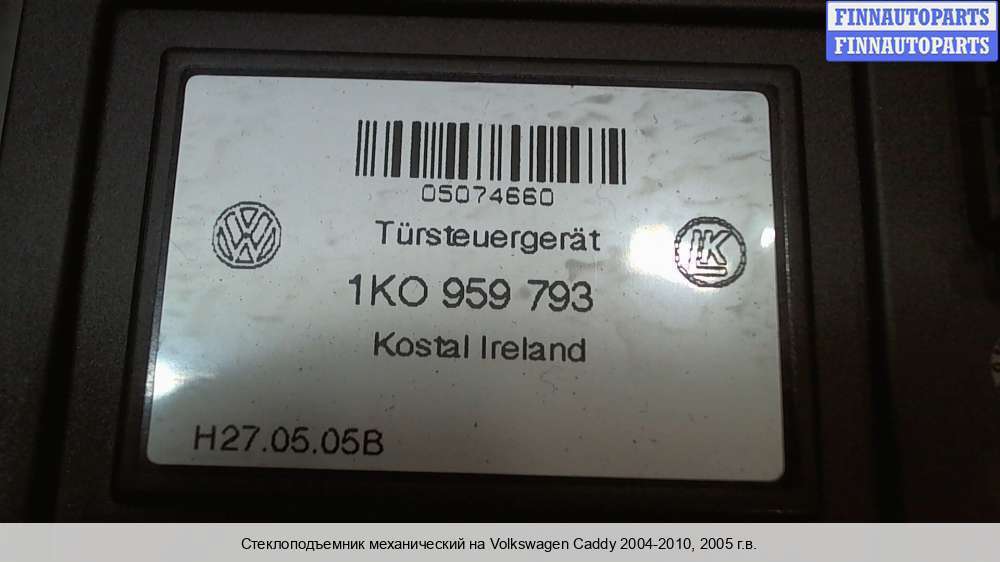 FINNAUTOPARTS
FINNAUTOPARTS
05074660
Türsteuergerät
LK
1KO 959 793
Kostal Ireland
H27.05.05B
Стеклоподъемник механический на Volkswagen Caddy 2004-2010, 2005 г.в.